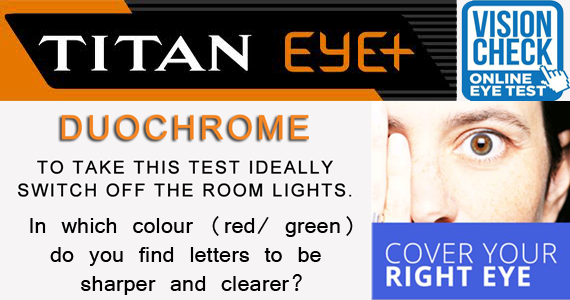 TITAN EYE+
VISION
CHECK
ONLINE
EYE TEST
DUOCHROME
TO TAKE THIS TEST IDEALLY
SWITCH OFF THE ROOM LIGHTS.
In which colour (red/ green)
do you find letters to be
sharper and clearer?
COVER YOUR
RIGHT EYE